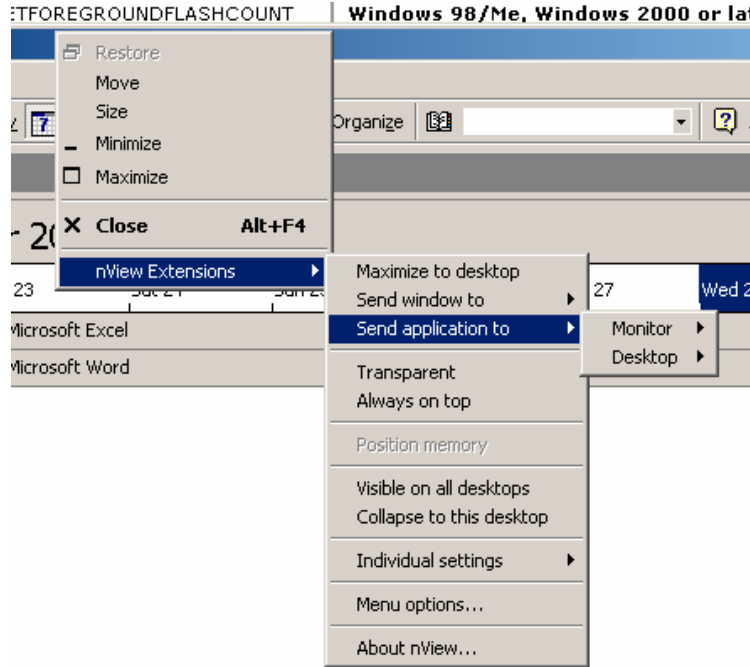 ETFOREGROUNDFLASHCOUNT Windows 98/Me, Windows 2000 or
Restore
Move
Size
Organize
7
Minimize
Maximize
Close Alt+F4
nView Extensions
Maximize to desktop
23
27
Wed
Send window to
Microsoft Excel
Send application to
Monitor
Microsoft Word
Desktop
Transparent
Always on top
Position memory
Visible on all desktops
Collapse to this desktop
Individual settings
Menu options...
About nView...